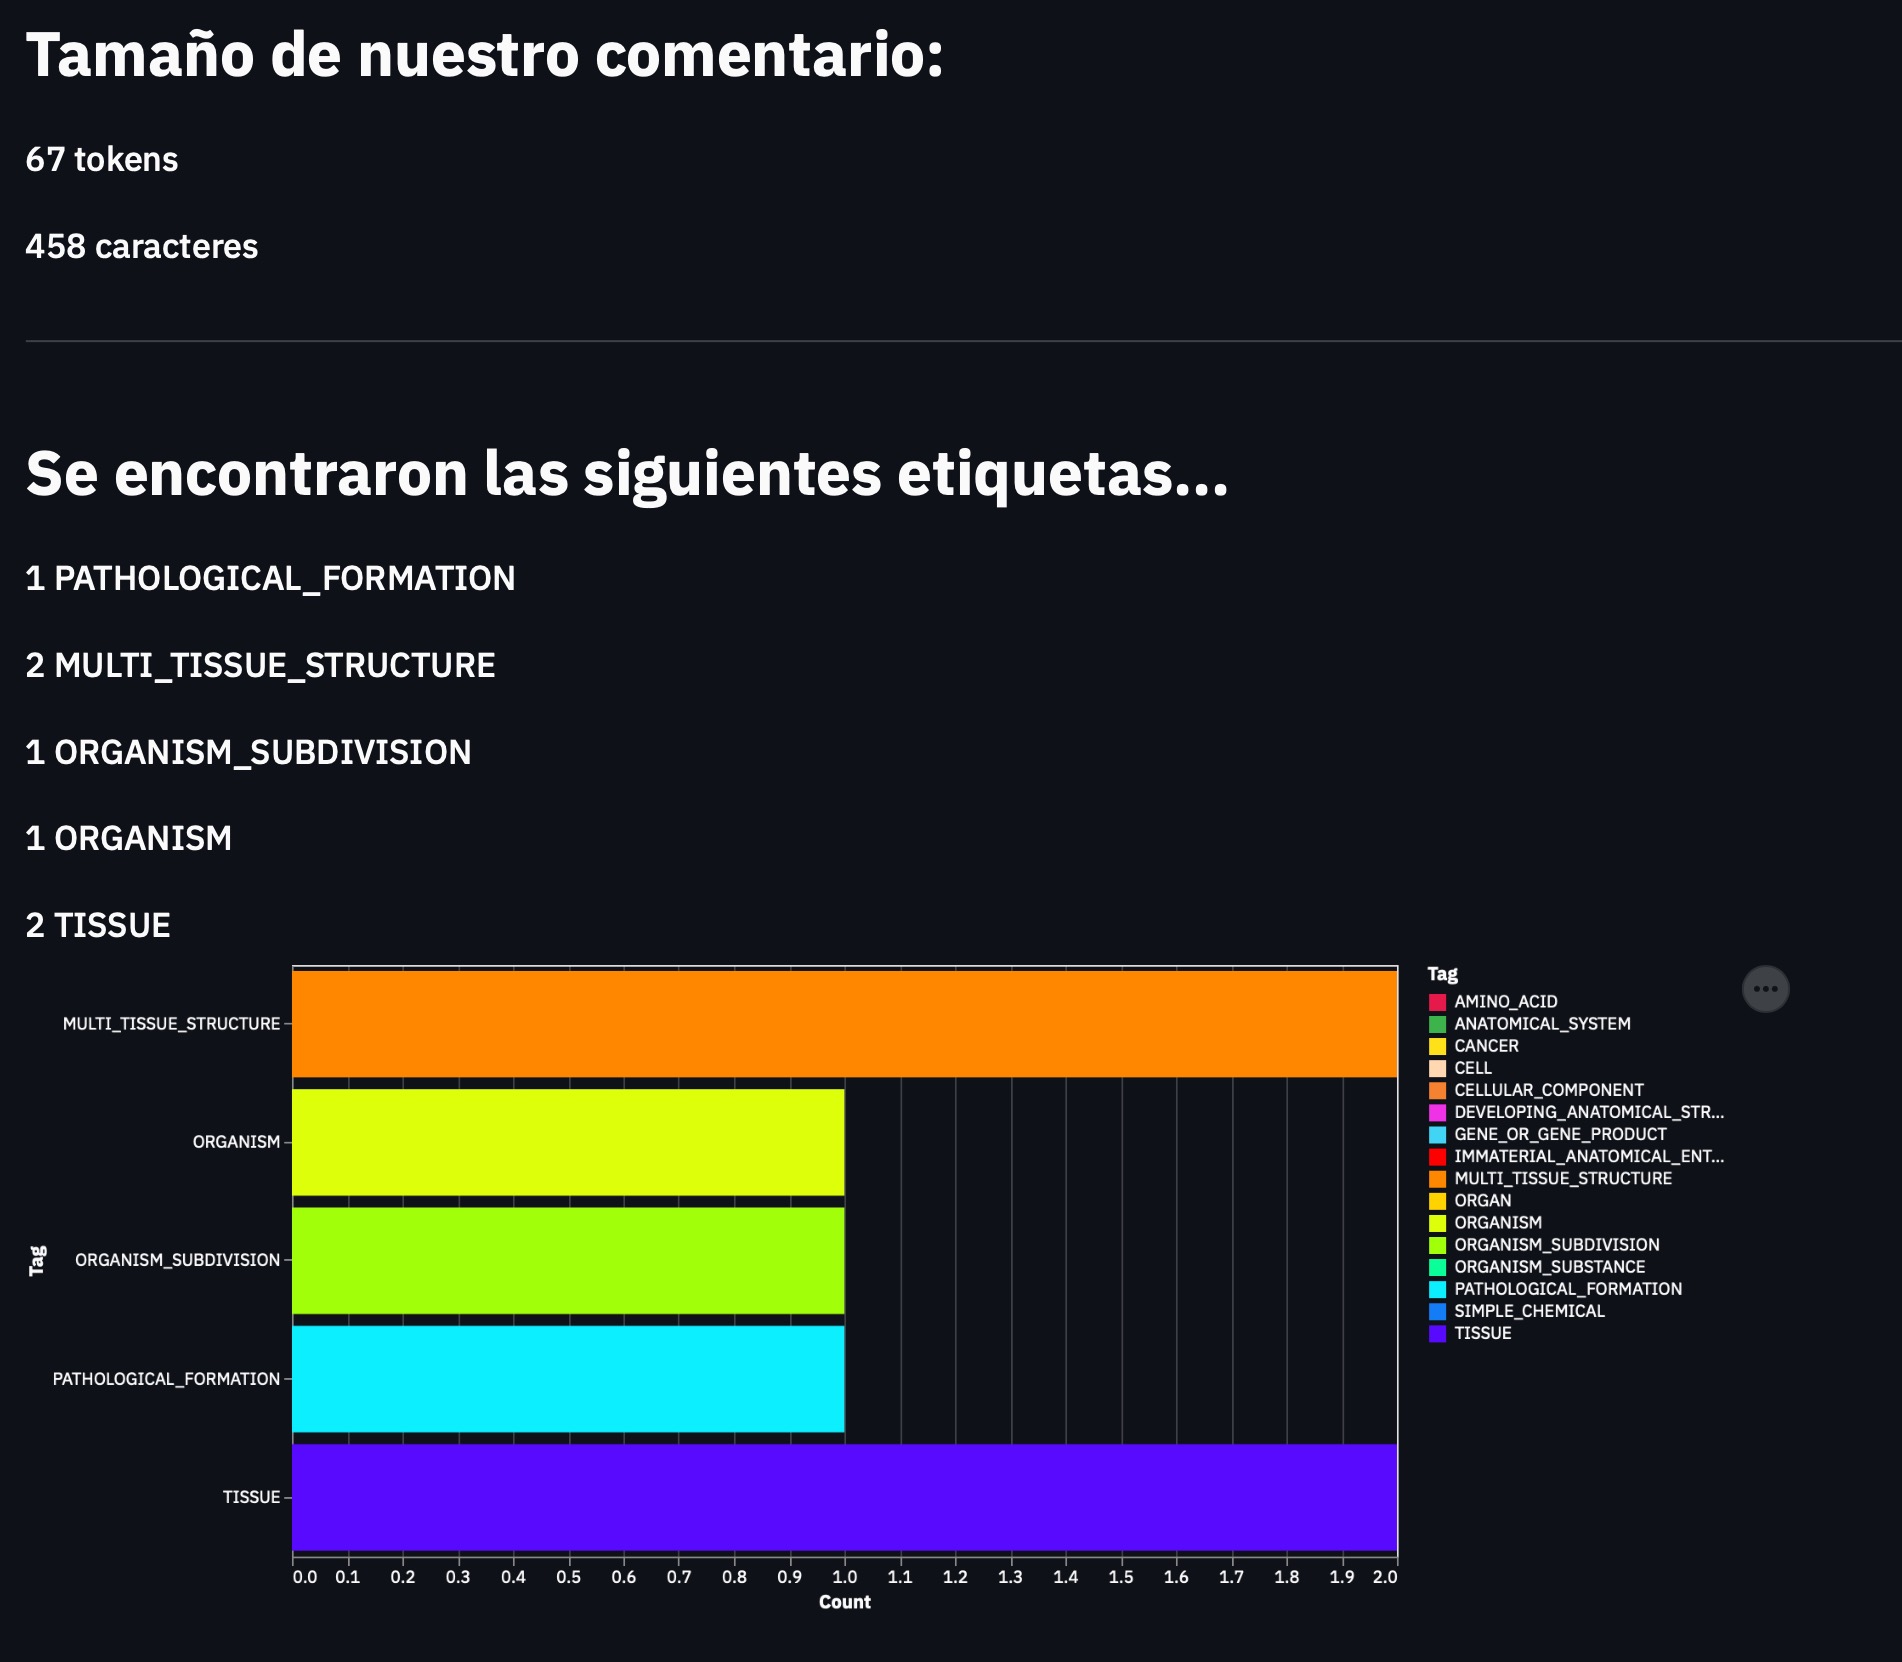 Tamaño de nuestro comentario:
67 tokens
458 caracteres
Se encontraron las siguientes etiquetas...
1 PATHOLOGICAL_FORMATION
2 MULTI_TISSUE_STRUCTURE
1 ORGANISM_SUBDIVISION
1 ORGANISM
2 TISSUE
MULTI_TISSUE_STRUCTURE
ORGANISM
ORGANISM_SUBDIVISION
PATHOLOGICAL_FORMATION
TISSUE
Tag
0.0 0.1 0.2 0.3 0.4 0.5 0.6 0.7 0.8 0.9 1.0 1.1 1.2 1.3 1.4 1.5 1.6 1.7 1.8 1.9 2.0
Count
Tag
AMINO_ACID
ANATOMICAL_SYSTEM
CANCER
CELL
CELLULAR_COMPONENT
DEVELOPING_ANATOMICAL_STR...
GENE_OR_GENE_PRODUCT
IMMATERIAL_ANATOMICAL_ENT...
MULTI_TISSUE_STRUCTURE
ORGAN
ORGANISM
ORGANISM_SUBDIVISION
ORGANISM_SUBSTANCE
PATHOLOGICAL_FORMATION
SIMPLE_CHEMICAL
TISSUE